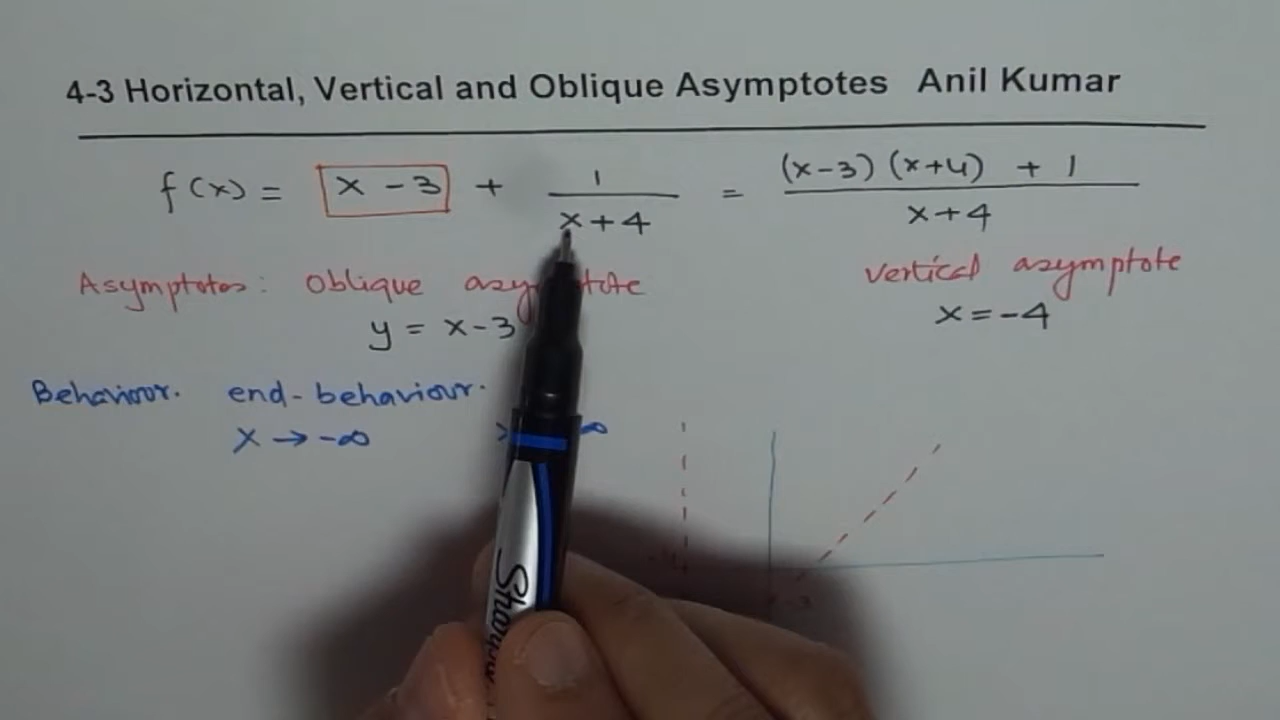 4-3 Horizontal, Vertical and Oblique Asymptotes Anil Kumar
f(x) = x - 3 + 1/(x+4) = ((x-3)(x+4) + 1)/(x+4)
Asymptotes: Oblique asymptote vertical asymptote
y = x-3 x = -4
Behaviour. end-behaviour.
x → -∞ ∞